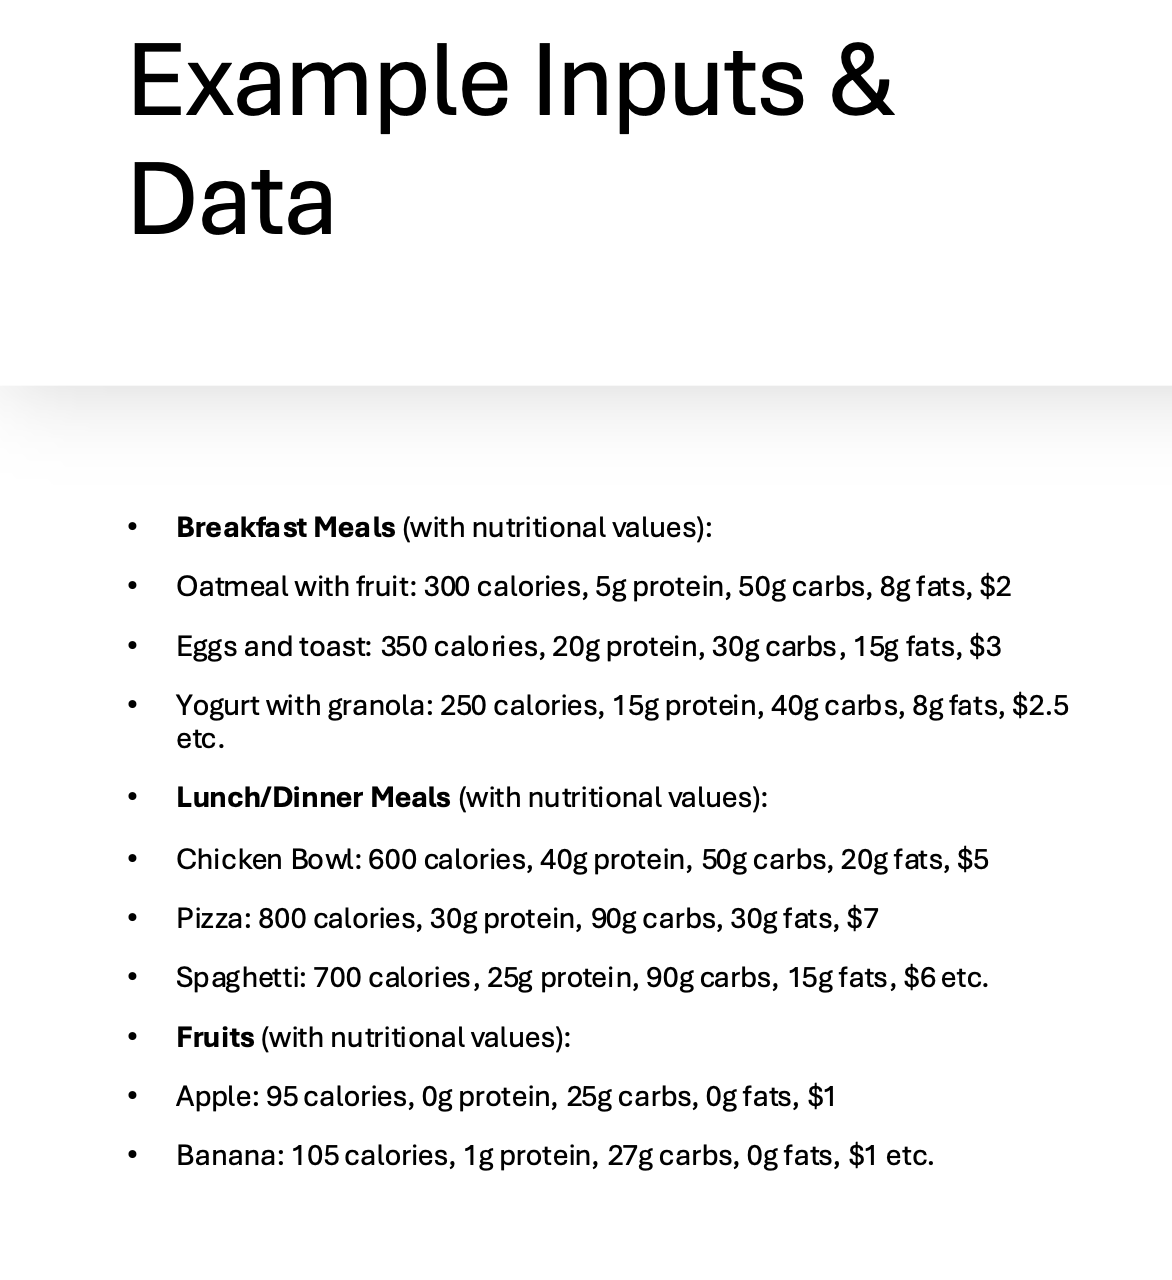 Example Inputs &
Data
• Breakfast Meals (with nutritional values):
• Oatmeal with fruit: 300 calories, 5g protein, 50g carbs, 8g fats, $2
• Eggs and toast: 350 calories, 20g protein, 30g carbs, 15g fats, $3
• Yogurt with granola: 250 calories, 15g protein, 40g carbs, 8g fats, $2.5
etc.
• Lunch/Dinner Meals (with nutritional values):
• Chicken Bowl: 600 calories, 40g protein, 50g carbs, 20g fats, $5
• Pizza: 800 calories, 30g protein, 90g carbs, 30g fats, $7
• Spaghetti: 700 calories, 25g protein, 90g carbs, 15g fats, $6 etc.
• Fruits (with nutritional values):
• Apple: 95 calories, 0g protein, 25g carbs, 0g fats, $1
• Banana: 105 calories, 1g protein, 27g carbs, 0g fats, $1 etc.